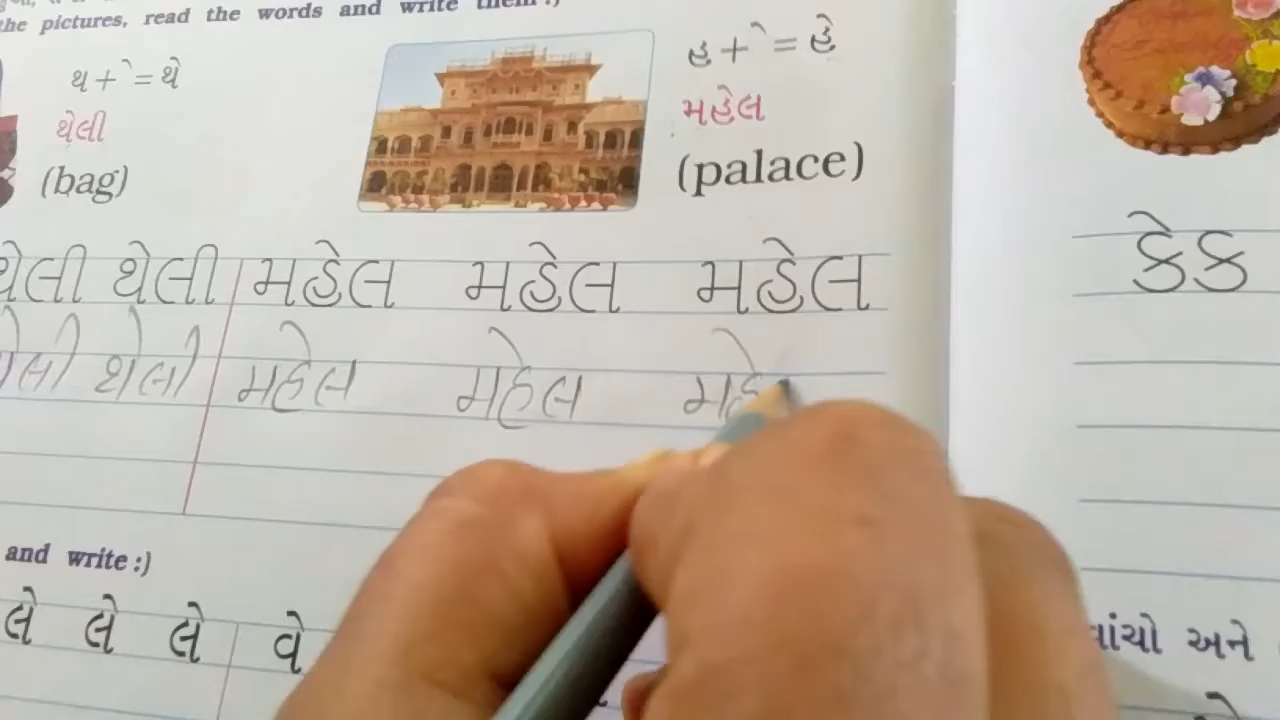 the pictures, read the words and write them:)
થ + ે = થે
થેલી
(bag)
હ + ે = હે
મહેલ
(palace)
થેલી થેલી મહેલ મહેલ મહેલ
થેલી થેલી મહેલ મહેલ મહે
કેક
and write:)
લે લે લે વે
વાંચો અને